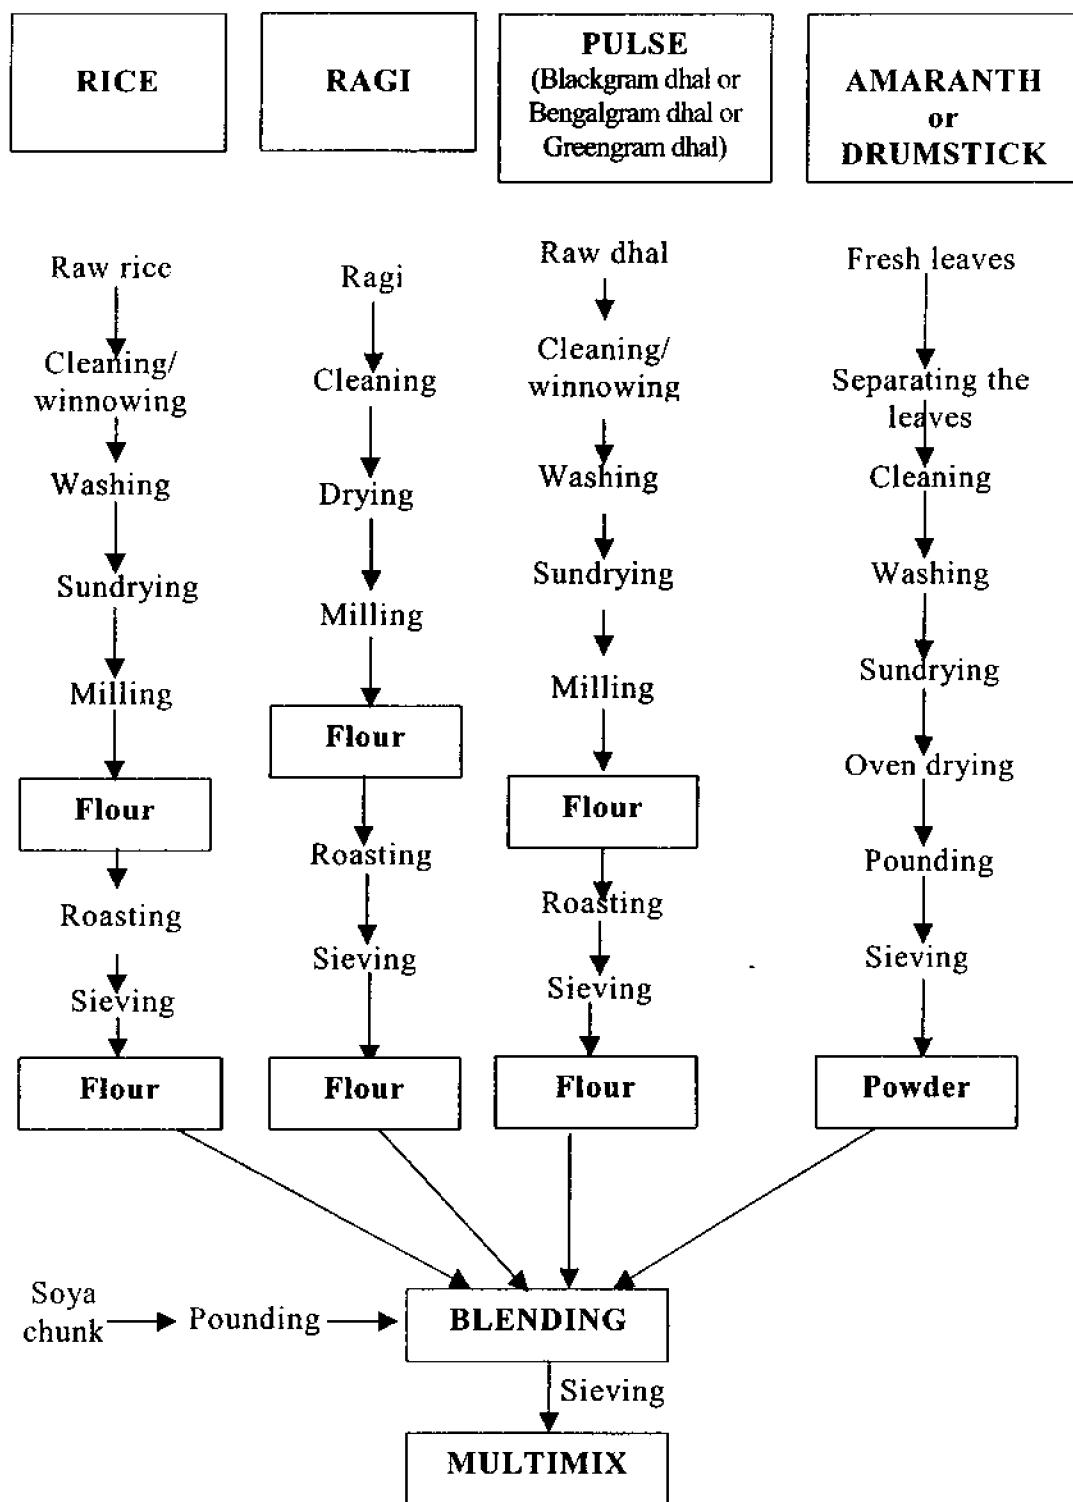 RICE
RAGI
PULSE
(Blackgram dhal or
Bengalgram dhal or
Greengram dhal)
AMARANTH
or
DRUMSTICK
Raw rice
Cleaning/
winnowing
Washing
Sundrying
Milling
Flour
Roasting
Sieving
Flour
Ragi
Cleaning
Drying
Milling
Flour
Roasting
Sieving
Flour
Raw dhal
Cleaning/
winnowing
Washing
Sundrying
Milling
Flour
Roasting
Sieving
Flour
Fresh leaves
Separating the
leaves
Cleaning
Washing
Sundrying
Oven drying
Pounding
Sieving
Powder
Soya
chunk
Pounding
BLENDING
Sieving
MULTIMIX